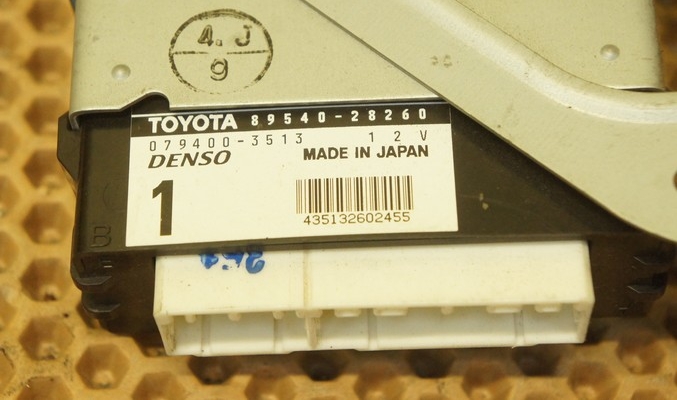 4. J
9
TOYOTA 89540-28260
079400-3513 12V
DENSO MADE IN JAPAN
1
435132602455
B